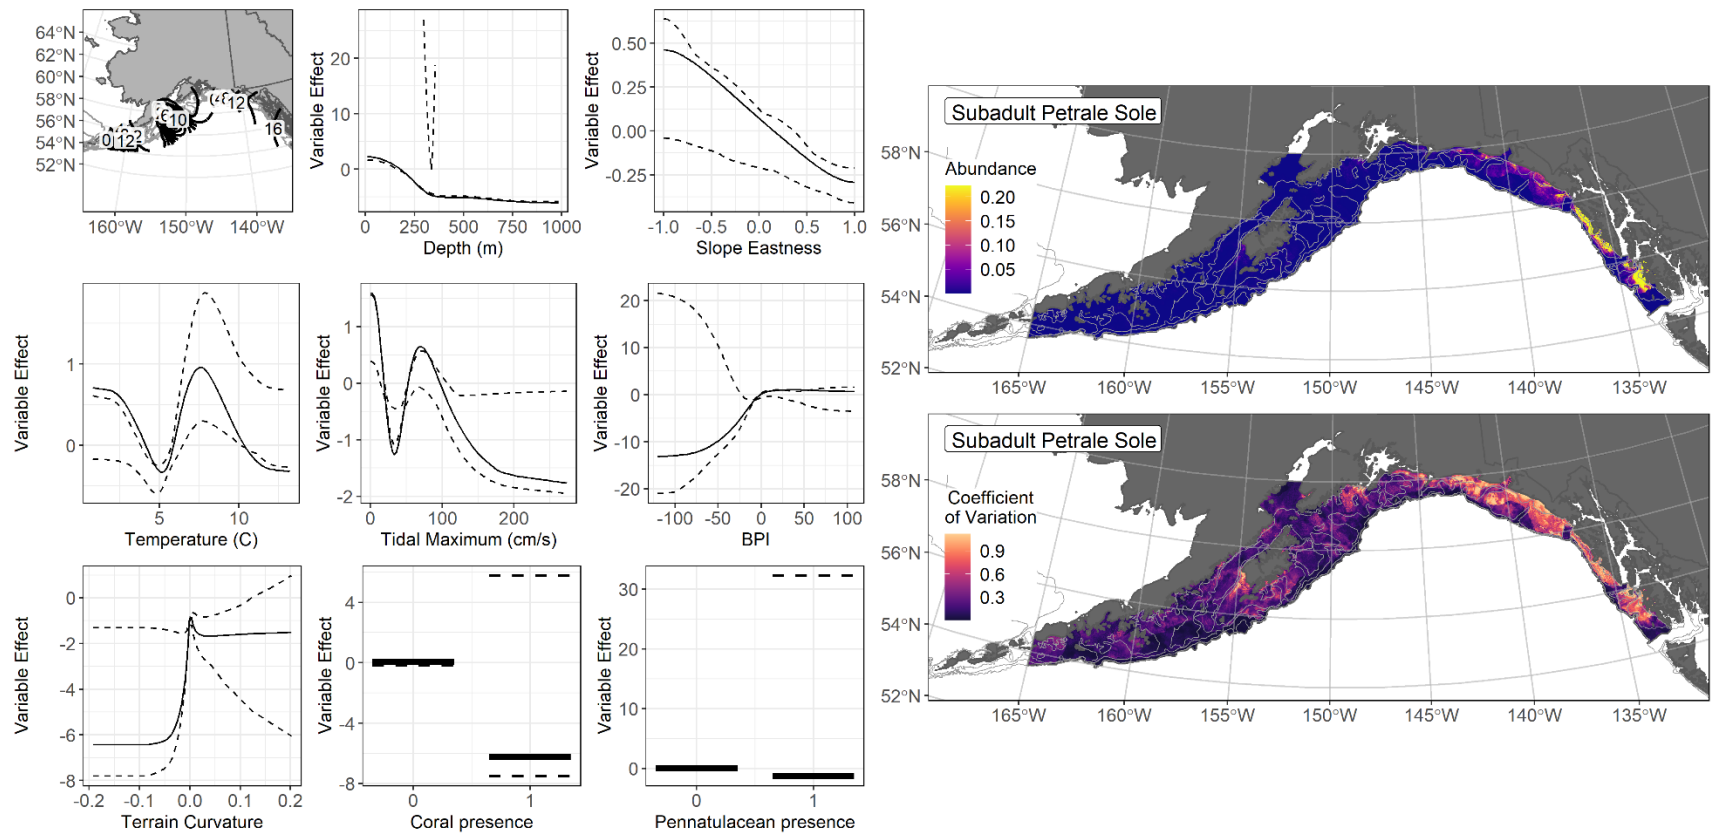 64°N
62°N
60°N
58°N
56°N
54°N
52°N
160°W
150°W
140°W
6
10
12
12
16
Variable Effect
20
10
0
0
250
500
750
1000
Depth (m)
Variable Effect
0.50
0.25
0.00
-0.25
-1.0
-0.5
0.0
0.5
1.0
Slope Eastness
Variable Effect
1
0
5
10
Temperature (C)
Variable Effect
1
0
-1
-2
0
100
200
Tidal Maximum (cm/s)
Variable Effect
20
10
0
-10
-20
-100
-50
0
50
100
BPI
Variable Effect
0
-2
-4
-6
-8
-0.2
-0.1
0.0
0.1
0.2
Terrain Curvature
Variable Effect
4
0
-4
-8
0
1
Coral presence
Variable Effect
30
20
10
0
0
1
Pennatulacean presence
Subadult Petrale Sole
Abundance
0.20
0.15
0.10
0.05
58°N
56°N
54°N
52°N
165°W
160°W
155°W
150°W
145°W
140°W
135°W
Subadult Petrale Sole
Coefficient
of Variation
0.9
0.6
0.3
58°N
56°N
54°N
52°N
165°W
160°W
155°W
150°W
145°W
140°W
135°W